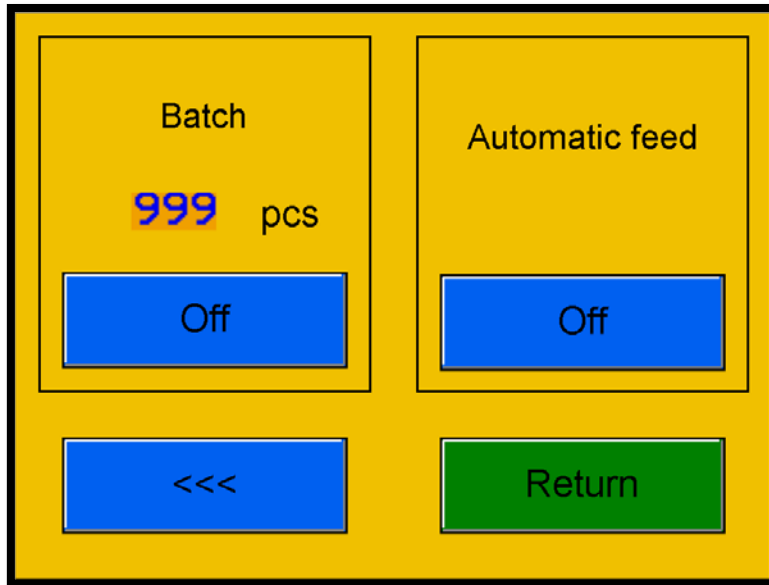 Batch
999 pcs
Off
Automatic feed
Off
<<<
Return